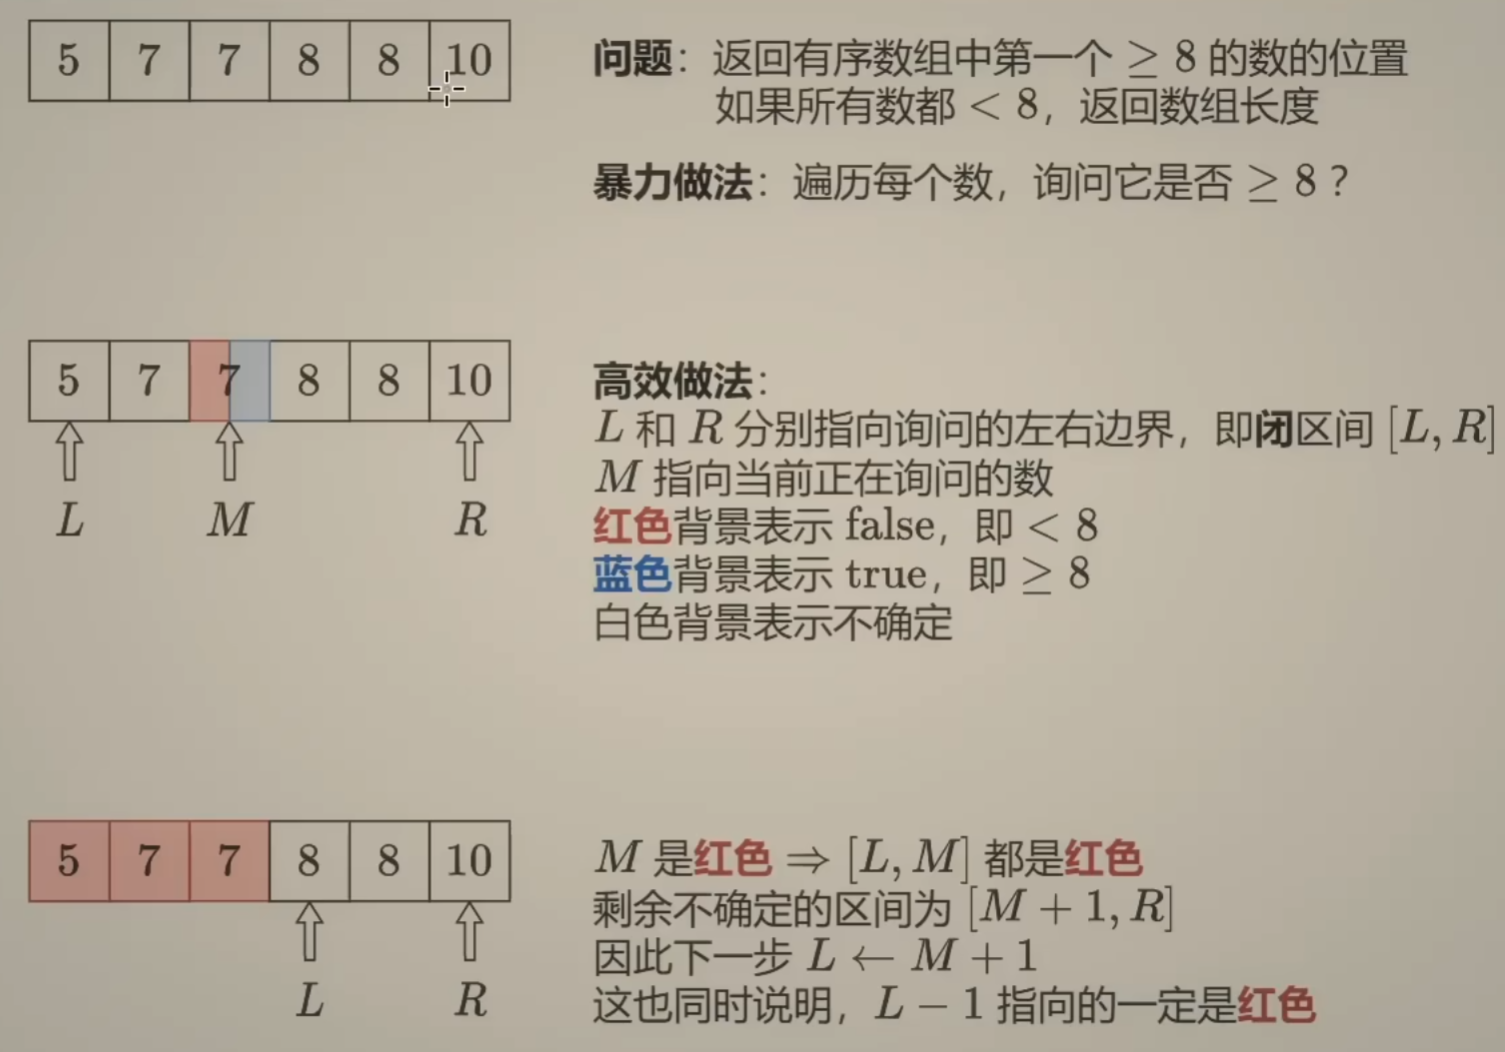 5 7 7 8 8 10
问题：返回有序数组中第一个 ≥ 8 的数的位置
如果所有数都 < 8，返回数组长度
暴力做法：遍历每个数，询问它是否 ≥ 8？
5 7 7 8 8 10
L M R
高效做法：
L 和 R 分别指向询问的左右边界，即闭区间 [L, R]
M 指向当前正在询问的数
红色背景表示 false，即 < 8
蓝色背景表示 true，即 ≥ 8
白色背景表示不确定
5 7 7 8 8 10
L R
M 是红色 ⇒ [L, M] 都是红色
剩余不确定的区间为 [M + 1, R]
因此下一步 L ← M + 1
这也同时说明，L − 1 指向的一定是红色